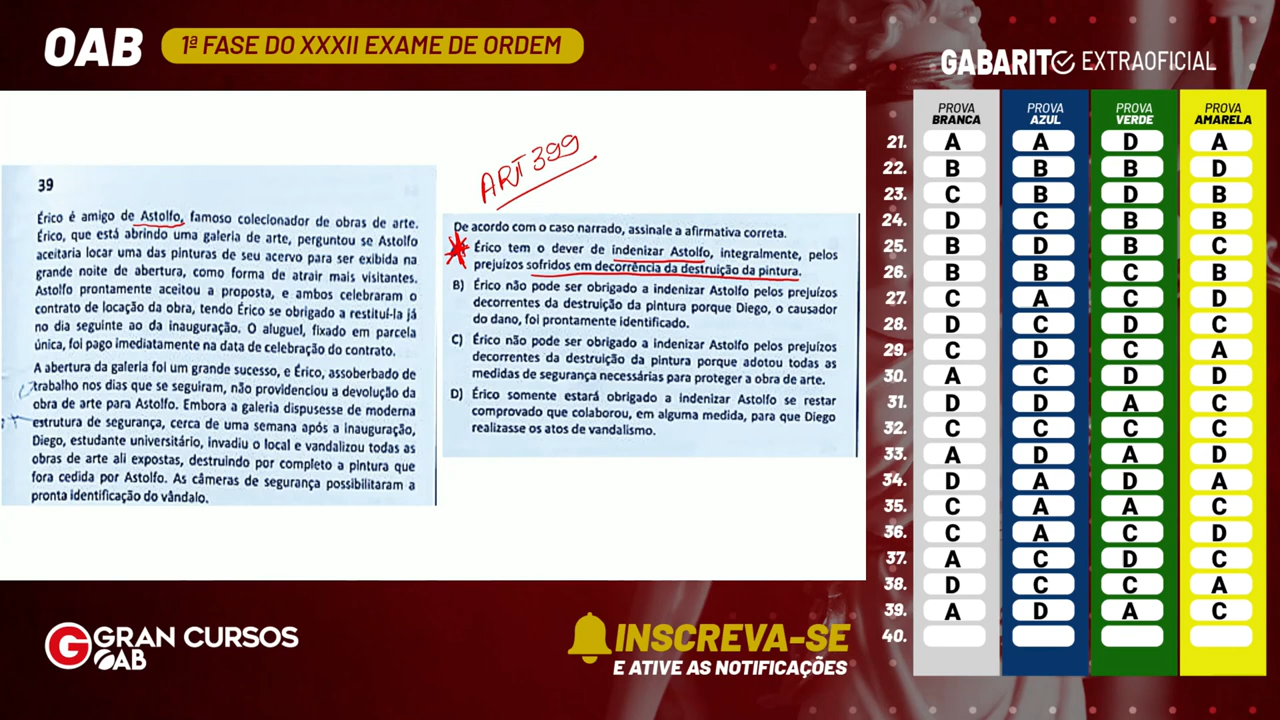 OAB
1ª FASE DO XXXII EXAME DE ORDEM
GABARITO EXTRAOFICIAL
ART 399
39
Érico é amigo de Astolfo, famoso colecionador de obras de arte.
Érico, que está abrindo uma galeria de arte, perguntou se Astolfo
aceitaria locar uma das pinturas de seu acervo para ser exibida na
grande noite de abertura, como forma de atrair mais visitantes.
Astolfo prontamente aceitou a proposta, e ambos celebraram o
contrato de locação da obra, tendo Érico se obrigado a restituí-la já
no dia seguinte ao da inauguração. O aluguel, fixado em parcela
única, foi pago imediatamente na data de celebração do contrato.
A abertura da galeria foi um grande sucesso, e Érico, assoberbado de
trabalho nos dias que se seguiram, não providenciou a devolução da
obra de arte para Astolfo. Embora a galeria dispusesse de moderna
estrutura de segurança, cerca de uma semana após a inauguração,
Diego, estudante universitário, invadiu o local e vandalizou todas as
obras de arte ali expostas, destruindo por completo a pintura que
fora cedida por Astolfo. As câmeras de segurança possibilitaram a
pronta identificação do vândalo.
De acordo com o caso narrado, assinale a afirmativa correta.
Érico tem o dever de indenizar Astolfo, integralmente, pelos
prejuízos sofridos em decorrência da destruição da pintura.
B) Érico não pode ser obrigado a indenizar Astolfo pelos prejuízos
decorrentes da destruição da pintura porque Diego, o causador
do dano, foi prontamente identificado.
C) Érico não pode ser obrigado a indenizar Astolfo pelos prejuízos
decorrentes da destruição da pintura porque adotou todas as
medidas de segurança necessárias para proteger a obra de arte.
D) Érico somente estará obrigado a indenizar Astolfo se restar
comprovado que colaborou, em alguma medida, para que Diego
realizasse os atos de vandalismo.
PROVA BRANCA PROVA AZUL PROVA VERDE PROVA AMARELA
21. A A D A
22. B B B D
23. C B D B
24. D C B B
25. B D B C
26. B B C B
27. C A C D
28. D C D C
29. C D C A
30. A C D D
31. D D A C
32. C C C C
33. A D A D
34. D A D A
35. C A A C
36. C A C D
37. A C D C
38. D C C A
39. A D A C
40.
G GRAN CURSOS
OAB
INSCREVA-SE
E ATIVE AS NOTIFICAÇÕES